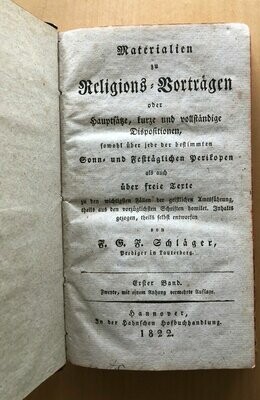 Materialien
zu
Religions-Vorträgen
oder
Hauptsätze, kurze und vollständige
Dispositionen,
sowohl über jede der bestimmten
Sonn- und Festtäglichen Perikopen
als auch
über freie Texte
zu den wichtigsten Fällen der geistlichen Amtsführung,
theils aus den vorzüglichsten Schriften homilet. Inhalts
gezogen, theils selbst entworfen
von
F. G. F. Schläger,
Prediger in Lauterberg.
Erster Band.
Zweyte, mit einem Anhang vermehrte Auflage.
Hannover,
In der Hahnschen Hofbuchhandlung.
1822.